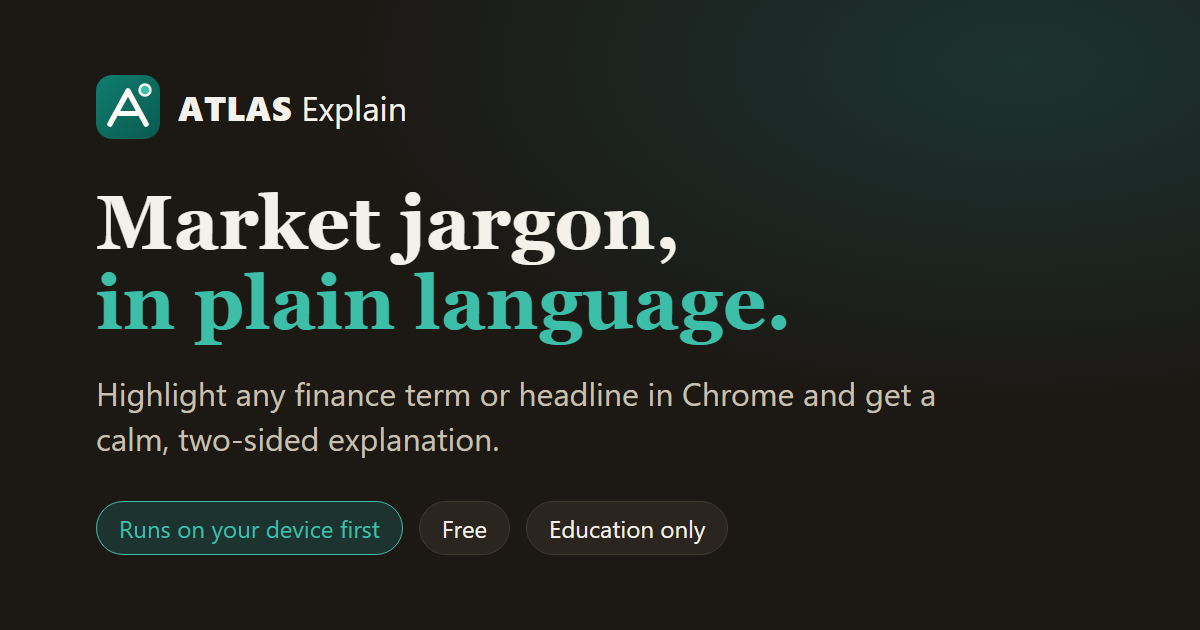 ATLAS Explain
Market jargon,
in plain language.
Highlight any finance term or headline in Chrome and get a
calm, two-sided explanation.
Runs on your device first
Free
Education only